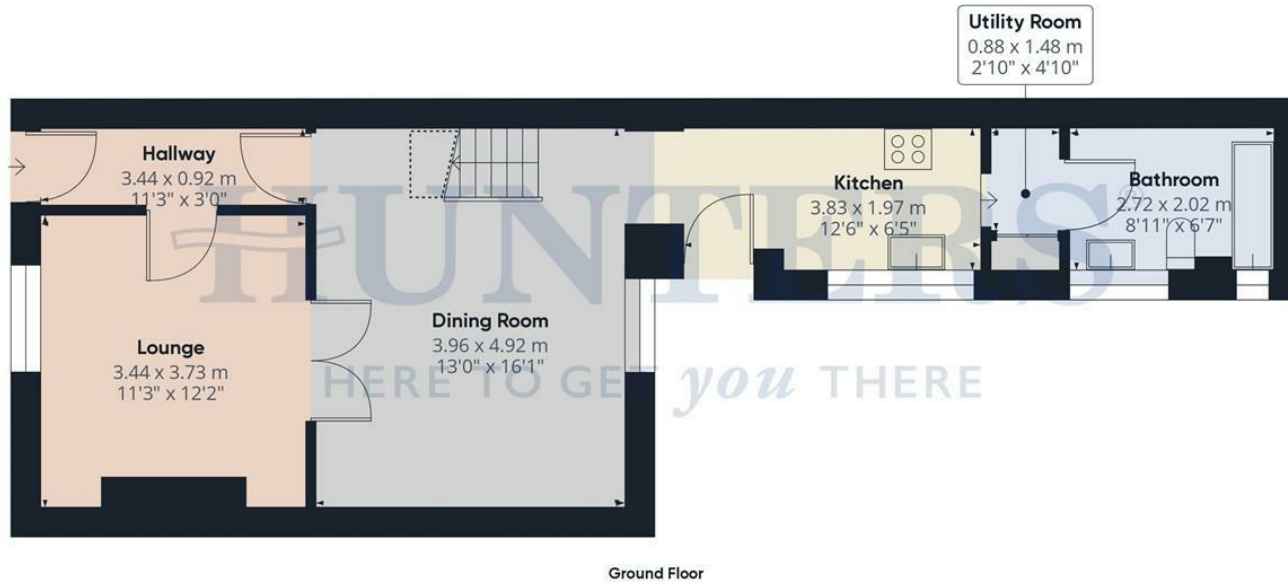 Utility Room
0.88 x 1.48 m
2'10" x 4'10"
Hallway
3.44 x 0.92 m
11'3" x 3'0"
Kitchen
3.83 x 1.97 m
12'6" x 6'5"
Bathroom
2.72 x 2.02 m
8'11" x 6'7"
HUNTERS
Lounge
3.44 x 3.73 m
11'3" x 12'2"
Dining Room
3.96 x 4.92 m
13'0" x 16'1"
HERE TO GET you THERE
Ground Floor